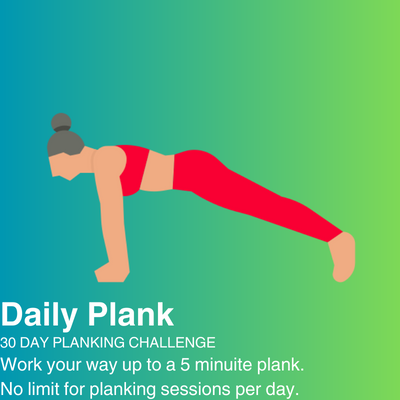 Daily Plank
30 DAY PLANKING CHALLENGE
Work your way up to a 5 minuite plank.
No limit for planking sessions per day.